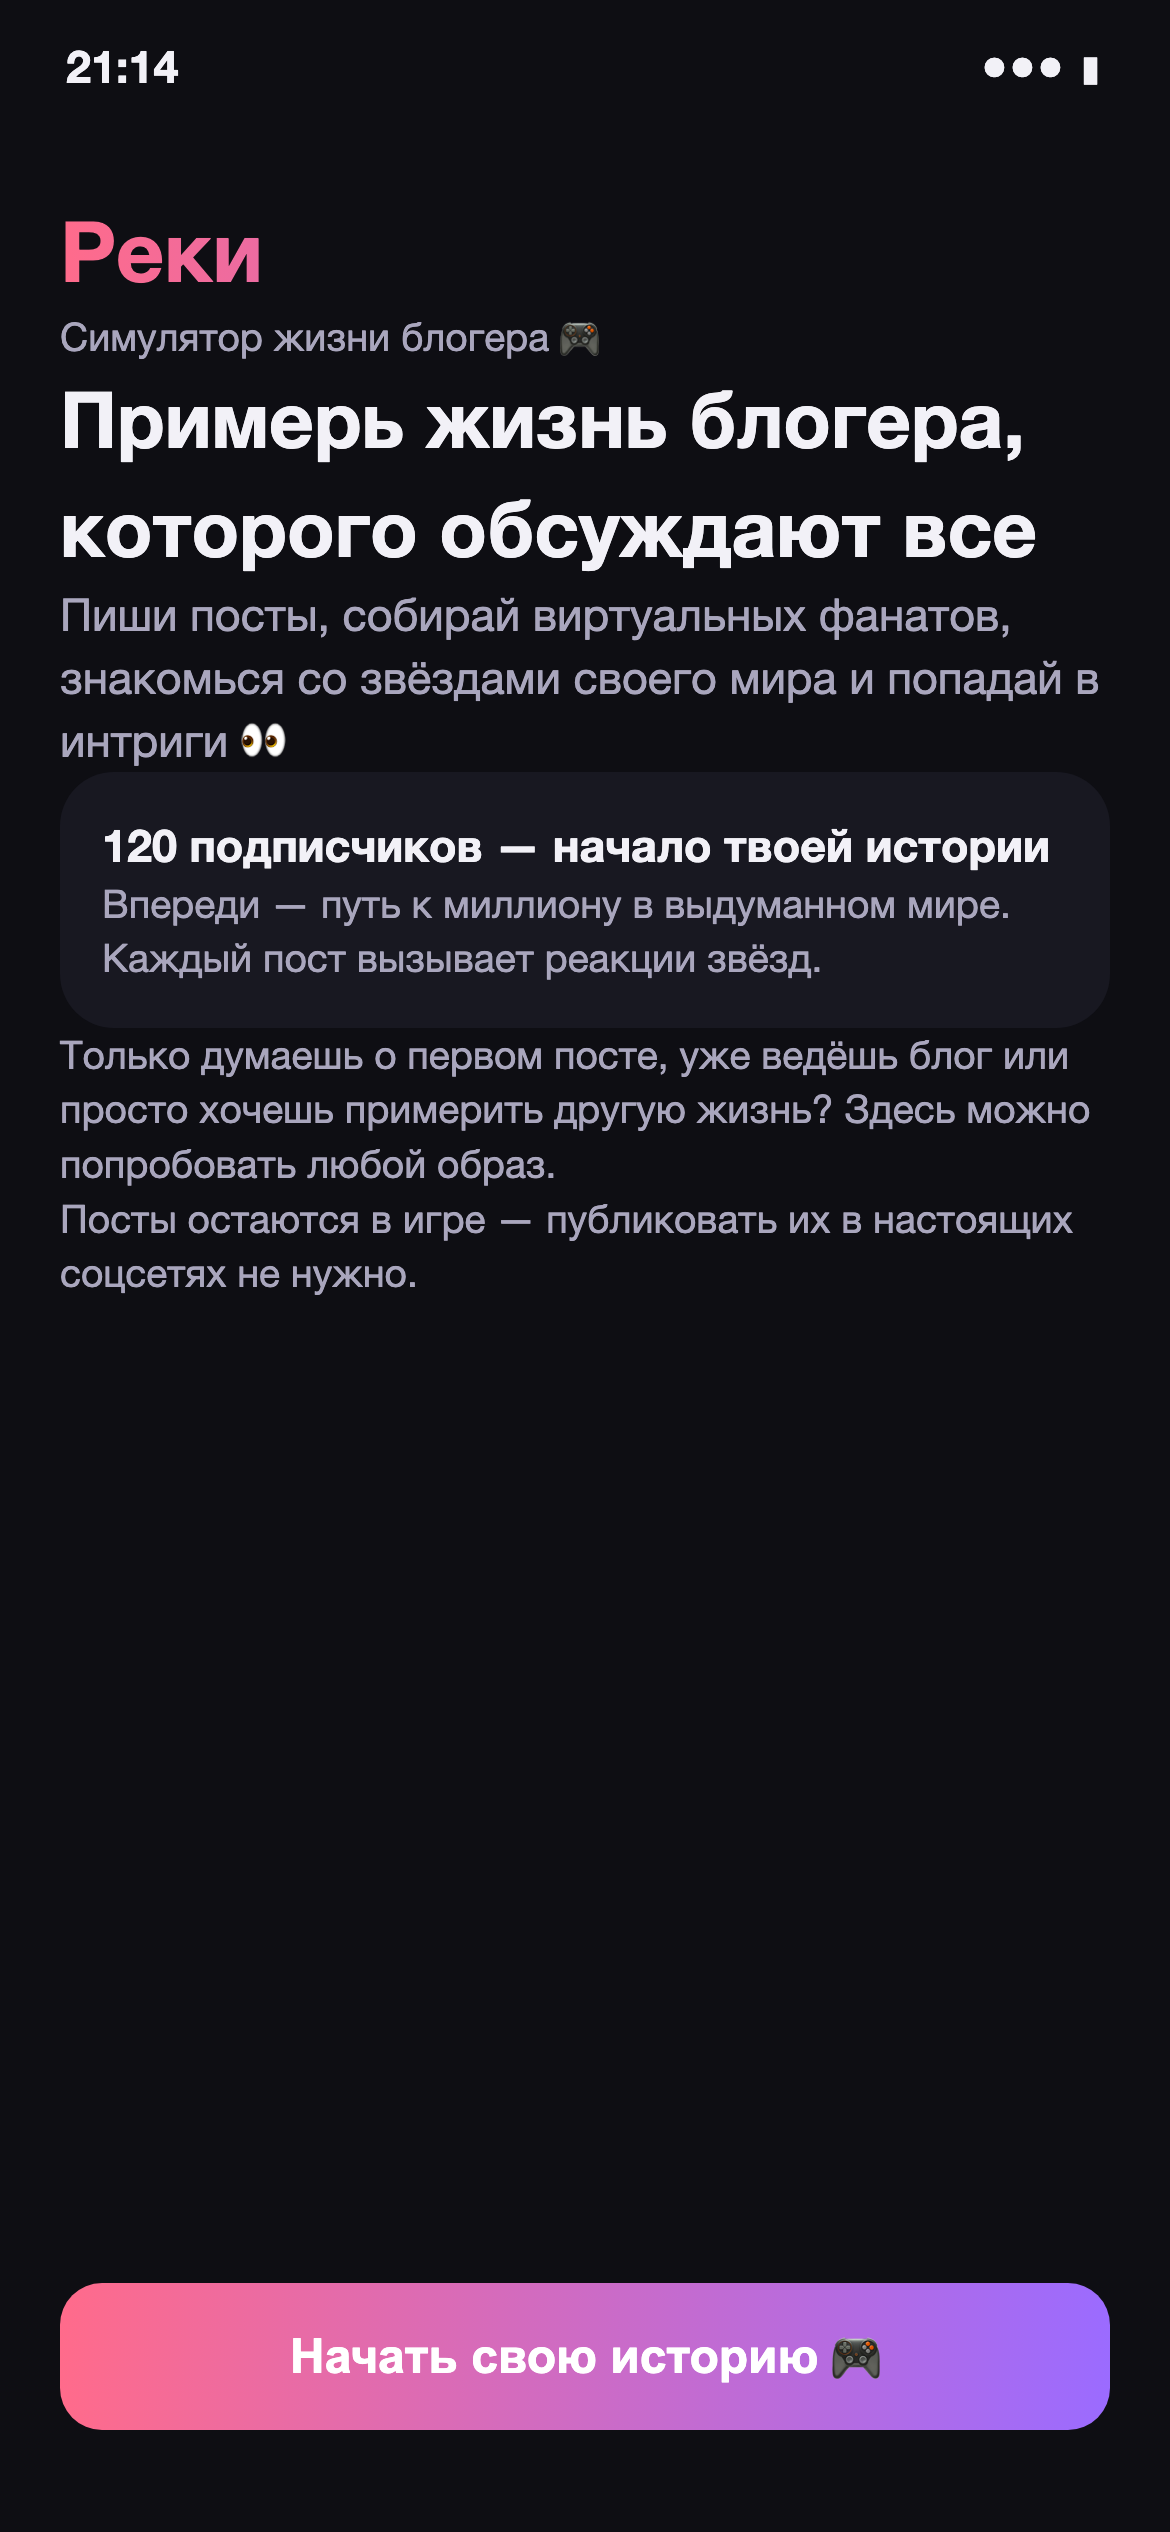 21:14
Реки
Симулятор жизни блогера 🎮
Примерь жизнь блогера,
которого обсуждают все
Пиши посты, собирай виртуальных фанатов,
знакомься со звёздами своего мира и попадай в
интриги 👀
120 подписчиков — начало твоей истории
Впереди — путь к миллиону в выдуманном мире.
Каждый пост вызывает реакции звёзд.
Только думаешь о первом посте, уже ведёшь блог или
просто хочешь примерить другую жизнь? Здесь можно
попробовать любой образ.
Посты остаются в игре — публиковать их в настоящих
соцсетях не нужно.
Начать свою историю 🎮